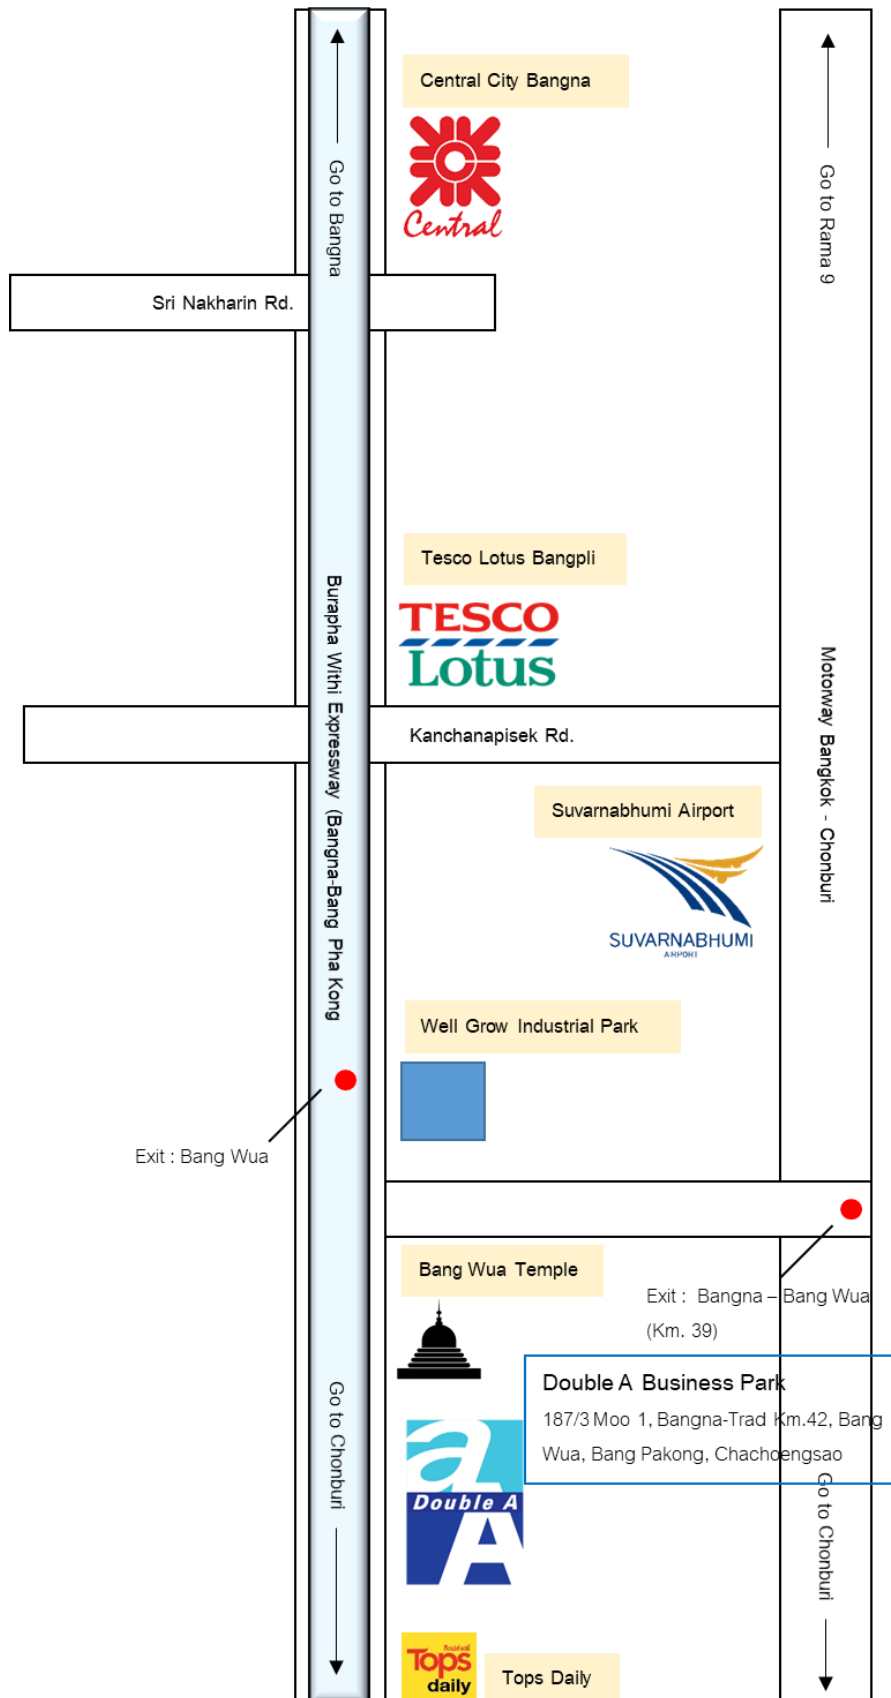 Central City Bangna
Central
Go to Bangna
Go to Rama 9
Sri Nakharin Rd.
Tesco Lotus Bangpli
TESCO
Lotus
Burapha Withi Expressway (Bangna-Bang Pha Kong
Motorway Bangkok - Chonburi
Kanchanapisek Rd.
Suvarnabhumi Airport
SUVARNABHUMI
AIRPORT
Well Grow Industrial Park
Exit : Bang Wua
Bang Wua Temple
Exit : Bangna – Bang Wua
(Km. 39)
Double A Business Park
187/3 Moo 1, Bangna-Trad Km.42, Bang
Wua, Bang Pakong, Chachoengsao
Go to Chonburi
Go to Chonburi
a
Double A
A
Tops
daily
Tops Daily